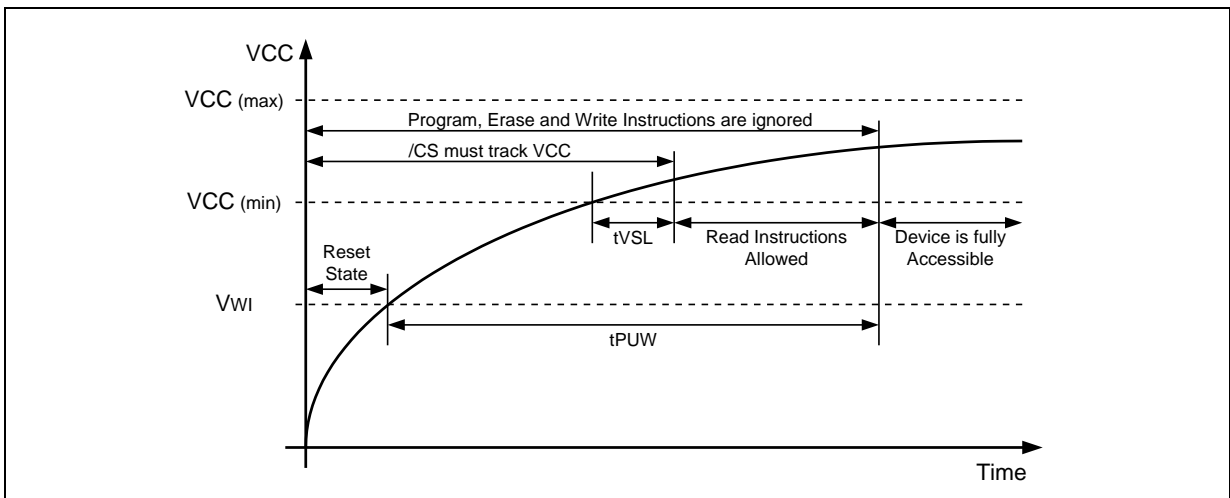 VCC
VCC (max)
Program, Erase and Write Instructions are ignored
/CS must track VCC
VCC (min)
tVSL
Read Instructions
Allowed
Device is fully
Accessible
Reset
State
VWI
tPUW
Time